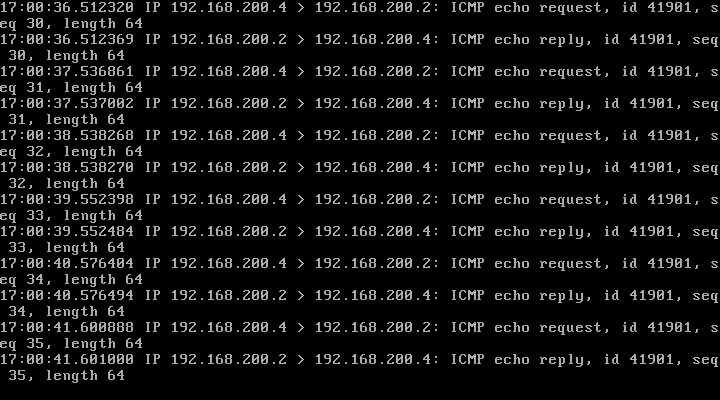 17:00:36.512320 IP 192.168.200.4 > 192.168.200.2: ICMP echo request, id 41901, s
eq 30, length 64
17:00:36.512369 IP 192.168.200.2 > 192.168.200.4: ICMP echo reply, id 41901, seq
 30, length 64
17:00:37.536861 IP 192.168.200.4 > 192.168.200.2: ICMP echo request, id 41901, s
eq 31, length 64
17:00:37.537002 IP 192.168.200.2 > 192.168.200.4: ICMP echo reply, id 41901, seq
 31, length 64
17:00:38.538268 IP 192.168.200.4 > 192.168.200.2: ICMP echo request, id 41901, s
eq 32, length 64
17:00:38.538270 IP 192.168.200.2 > 192.168.200.4: ICMP echo reply, id 41901, seq
 32, length 64
17:00:39.552398 IP 192.168.200.4 > 192.168.200.2: ICMP echo request, id 41901, s
eq 33, length 64
17:00:39.552484 IP 192.168.200.2 > 192.168.200.4: ICMP echo reply, id 41901, seq
 33, length 64
17:00:40.576404 IP 192.168.200.4 > 192.168.200.2: ICMP echo request, id 41901, s
eq 34, length 64
17:00:40.576494 IP 192.168.200.2 > 192.168.200.4: ICMP echo reply, id 41901, seq
 34, length 64
17:00:41.600888 IP 192.168.200.4 > 192.168.200.2: ICMP echo request, id 41901, s
eq 35, length 64
17:00:41.601000 IP 192.168.200.2 > 192.168.200.4: ICMP echo reply, id 41901, seq
 35, length 64